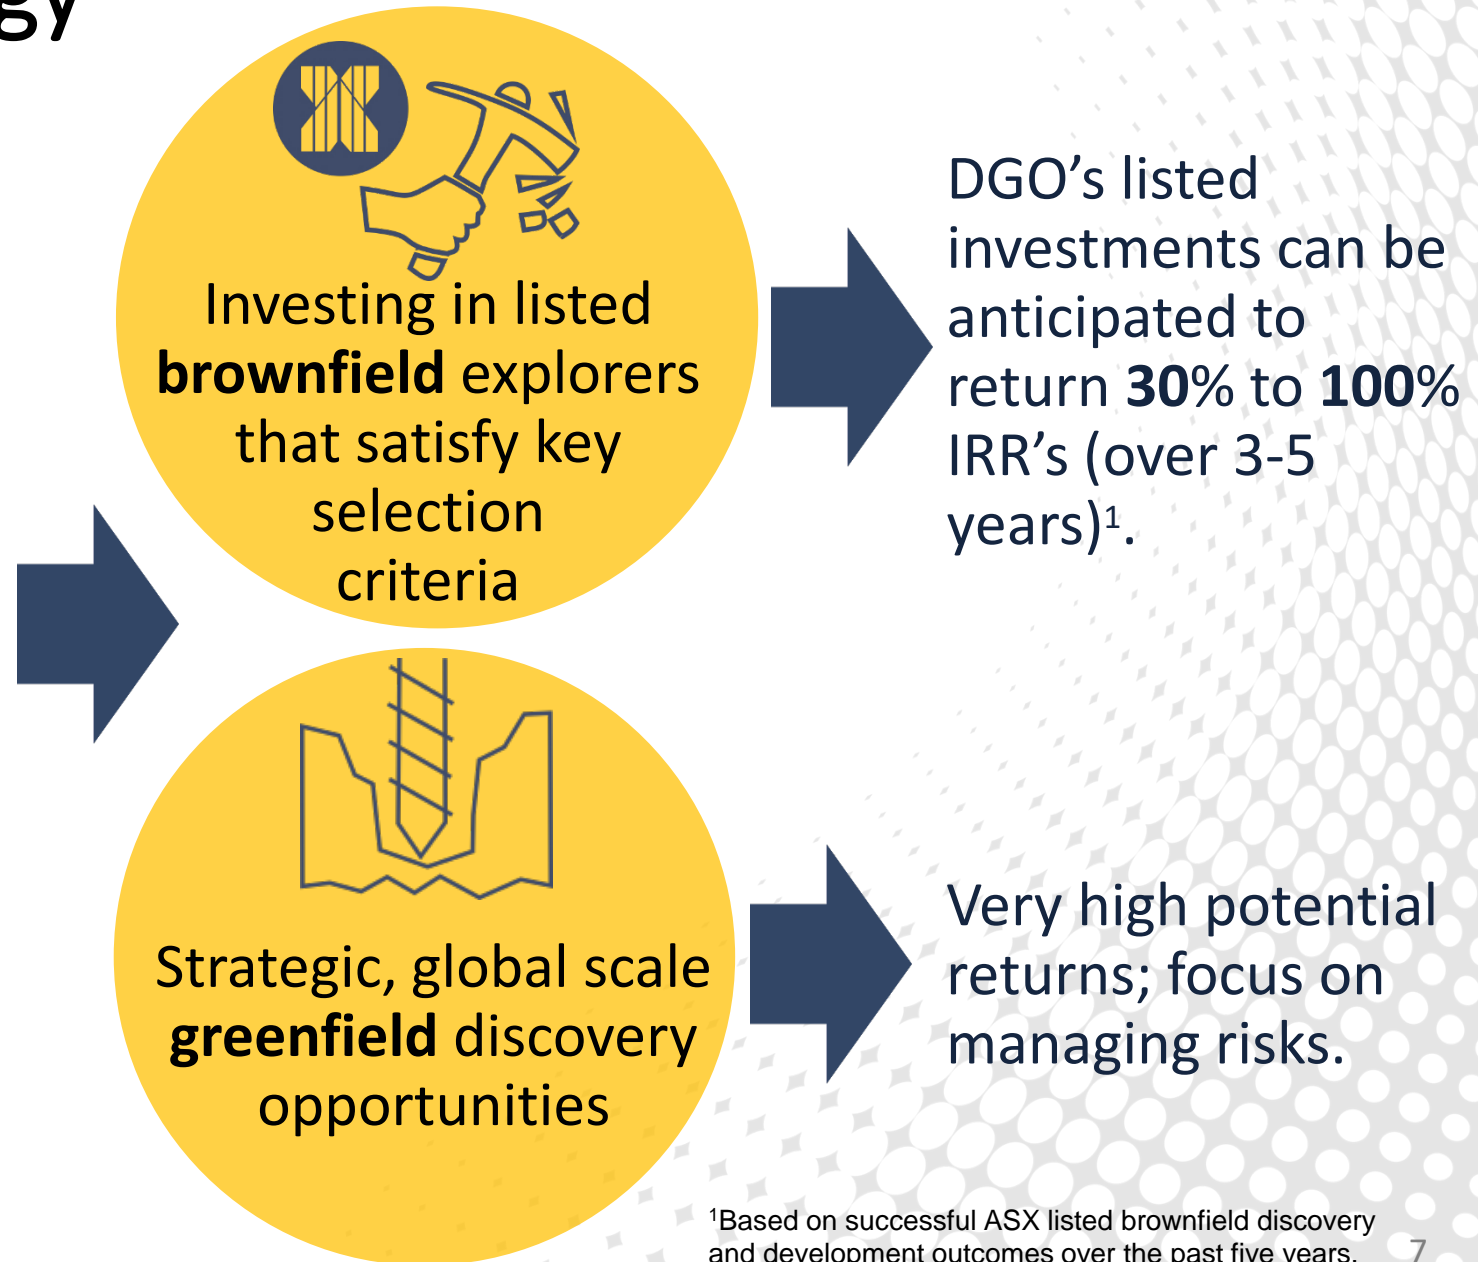 gy
Investing in listed
brownfield explorers
that satisfy key
selection
criteria
DGO’s listed
investments can be
anticipated to
return 30% to 100%
IRR’s (over 3-5
years)¹.
Strategic, global scale
greenfield discovery
opportunities
Very high potential
returns; focus on
managing risks.
¹Based on successful ASX listed brownfield discovery
and development outcomes over the past five years.
7